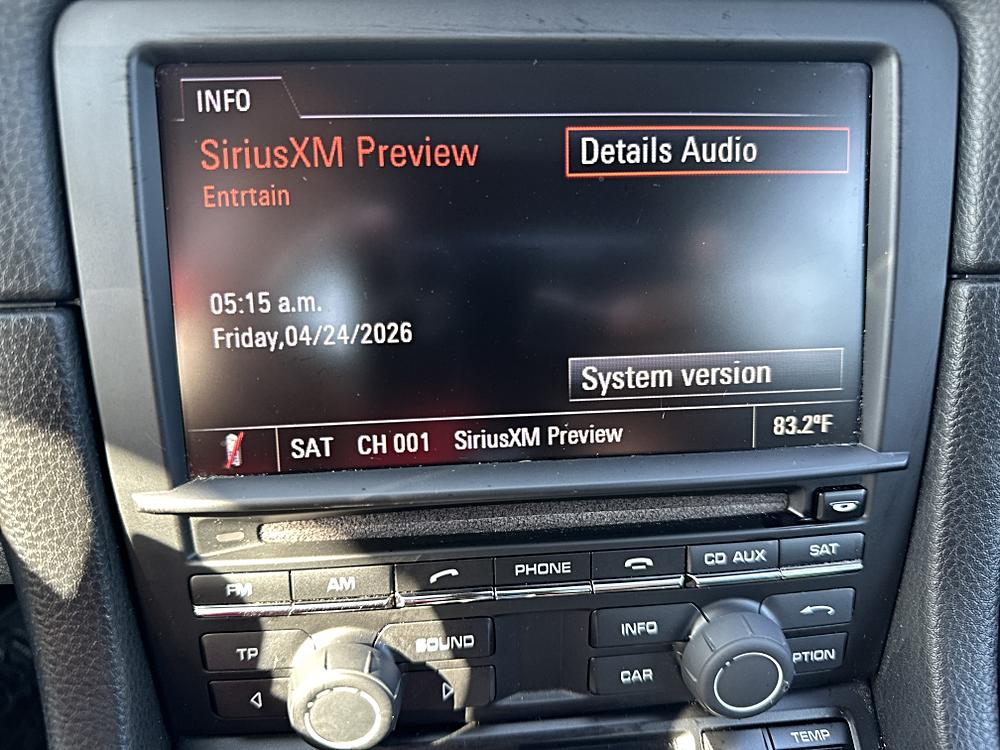 INFO
SiriusXM Preview
Details Audio
Entrtain
05:15 a.m.
Friday,04/24/2026
System version
SAT CH 001 SiriusXM Preview 83.2ºF
FM AM PHONE CD AUX SAT
TP SOUND INFO
CAR PTION
TEMP